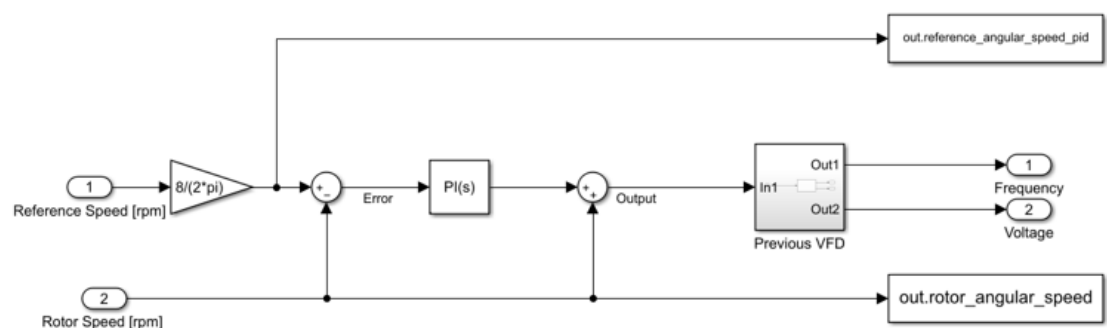 out.reference_angular_speed_pid
1
Reference Speed [rpm]
8/(2*pi)
+
−
Error
PI(s)
+
+
Output
In1
Out1
Out2
Previous VFD
1
Frequency
2
Voltage
2
Rotor Speed [rpm]
out.rotor_angular_speed